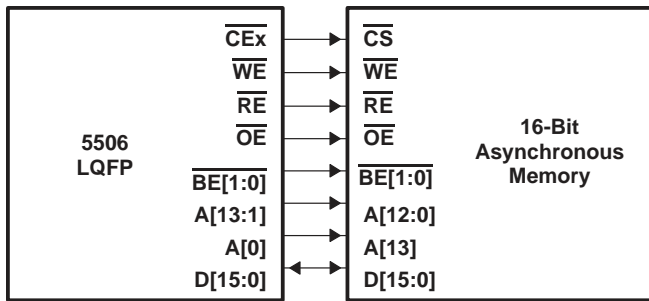 5506
LQFP
CEx
WE
RE
OE
BE[1:0]
A[13:1]
A[0]
D[15:0]
CS
WE
RE
OE
BE[1:0]
A[12:0]
A[13]
D[15:0]
16-Bit
Asynchronous
Memory